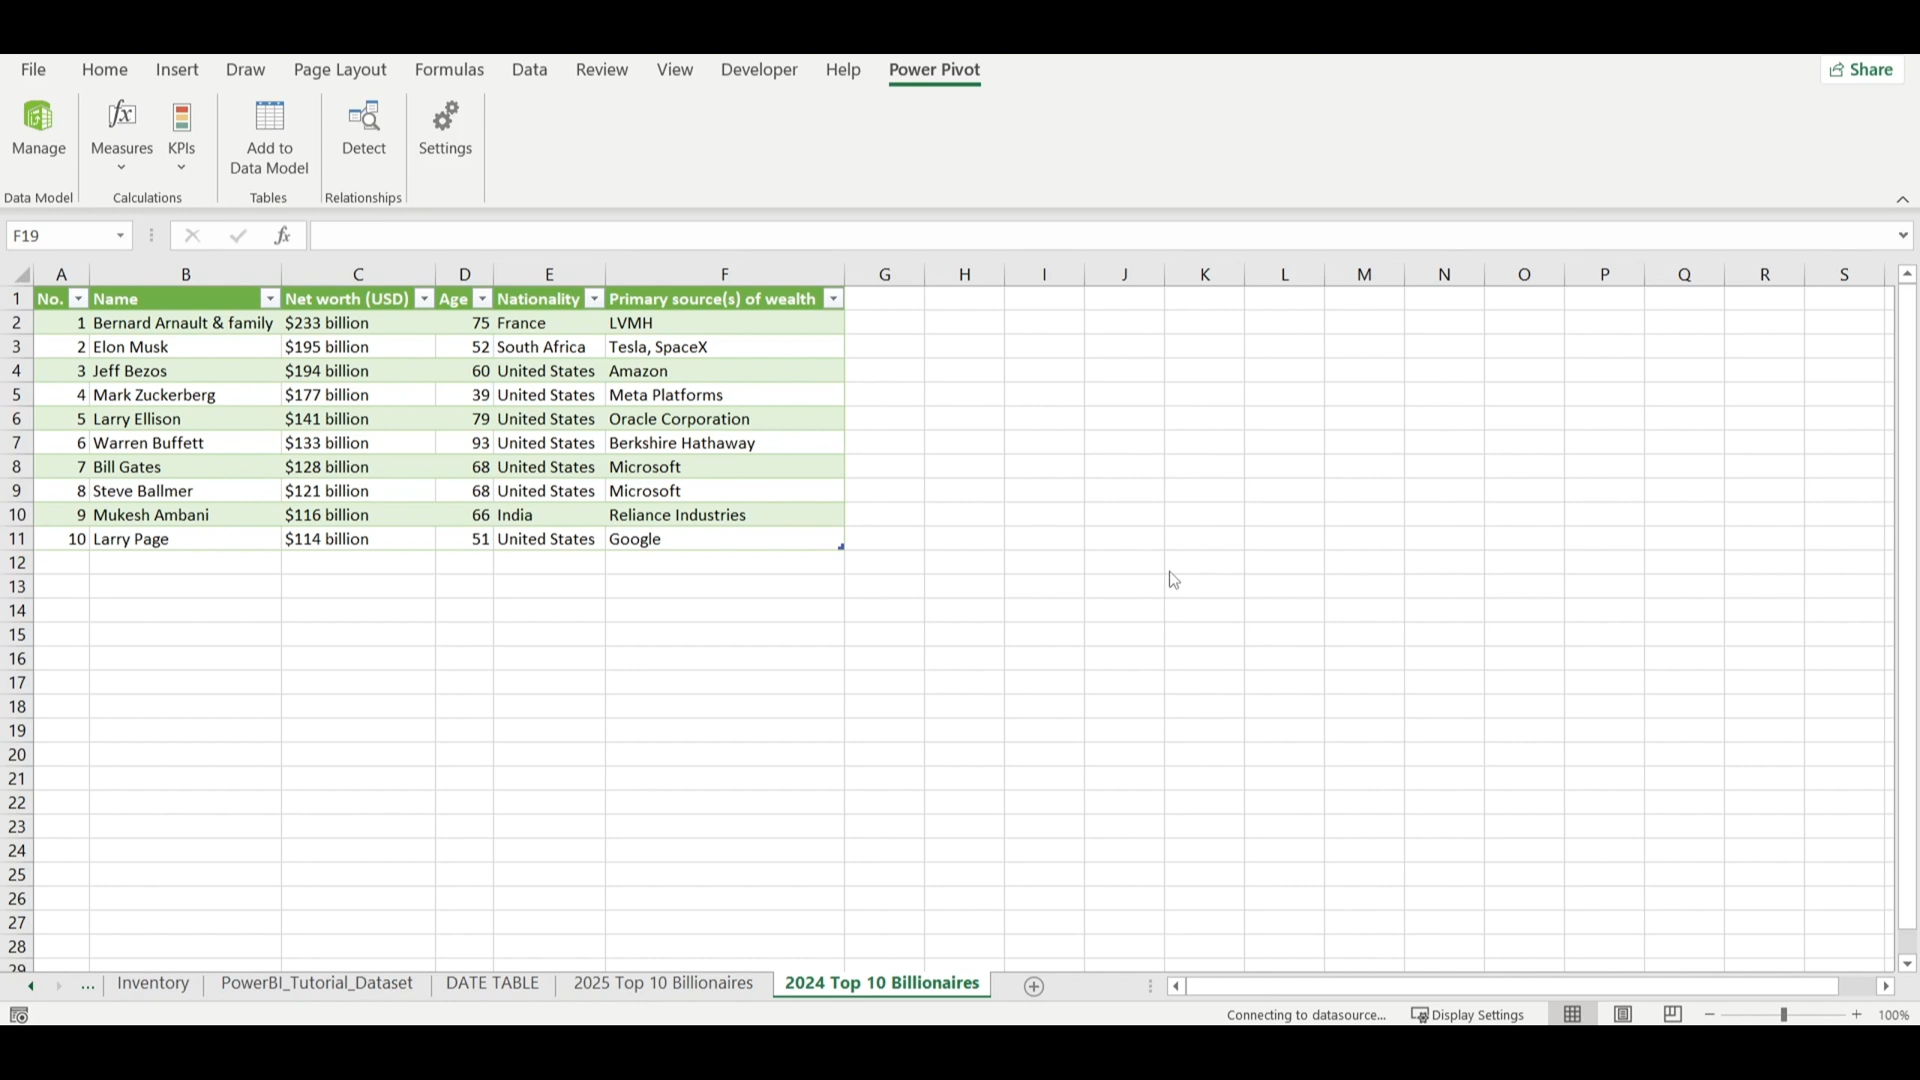 File Home Insert Draw Page Layout Formulas Data Review View Developer Help Power Pivot Share
Manage Measures KPIs Add to Data Model Detect Settings
Data Model Calculations Tables Relationships
F19 fx
A B C D E F G H I J K L M N O P Q R S
1 No. Name Net worth (USD) Age Nationality Primary source(s) of wealth
2 1 Bernard Arnault & family $233 billion 75 France LVMH
3 2 Elon Musk $195 billion 52 South Africa Tesla, SpaceX
4 3 Jeff Bezos $194 billion 60 United States Amazon
5 4 Mark Zuckerberg $177 billion 39 United States Meta Platforms
6 5 Larry Ellison $141 billion 79 United States Oracle Corporation
7 6 Warren Buffett $133 billion 93 United States Berkshire Hathaway
8 7 Bill Gates $128 billion 68 United States Microsoft
9 8 Steve Ballmer $121 billion 68 United States Microsoft
10 9 Mukesh Ambani $116 billion 66 India Reliance Industries
11 10 Larry Page $114 billion 51 United States Google
12
13
14
15
16
17
18
19
20
21
22
23
24
25
26
27
28
29
... Inventory PowerBI_Tutorial_Dataset DATE TABLE 2025 Top 10 Billionaires 2024 Top 10 Billionaires
Connecting to datasource... Display Settings 100%